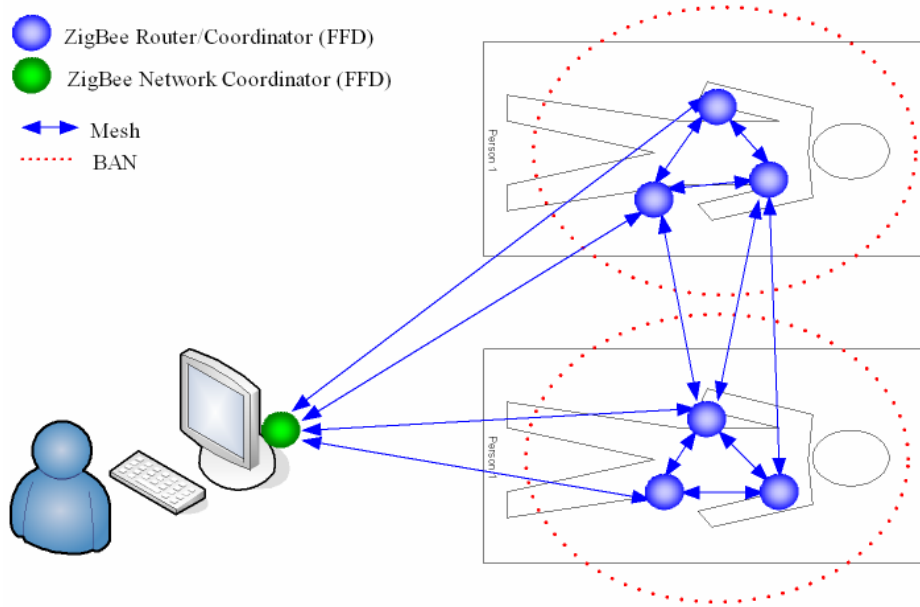 ZigBee Router/Coordinator (FFD)
ZigBee Network Coordinator (FFD)
Mesh
BAN
Person 1
Person 1